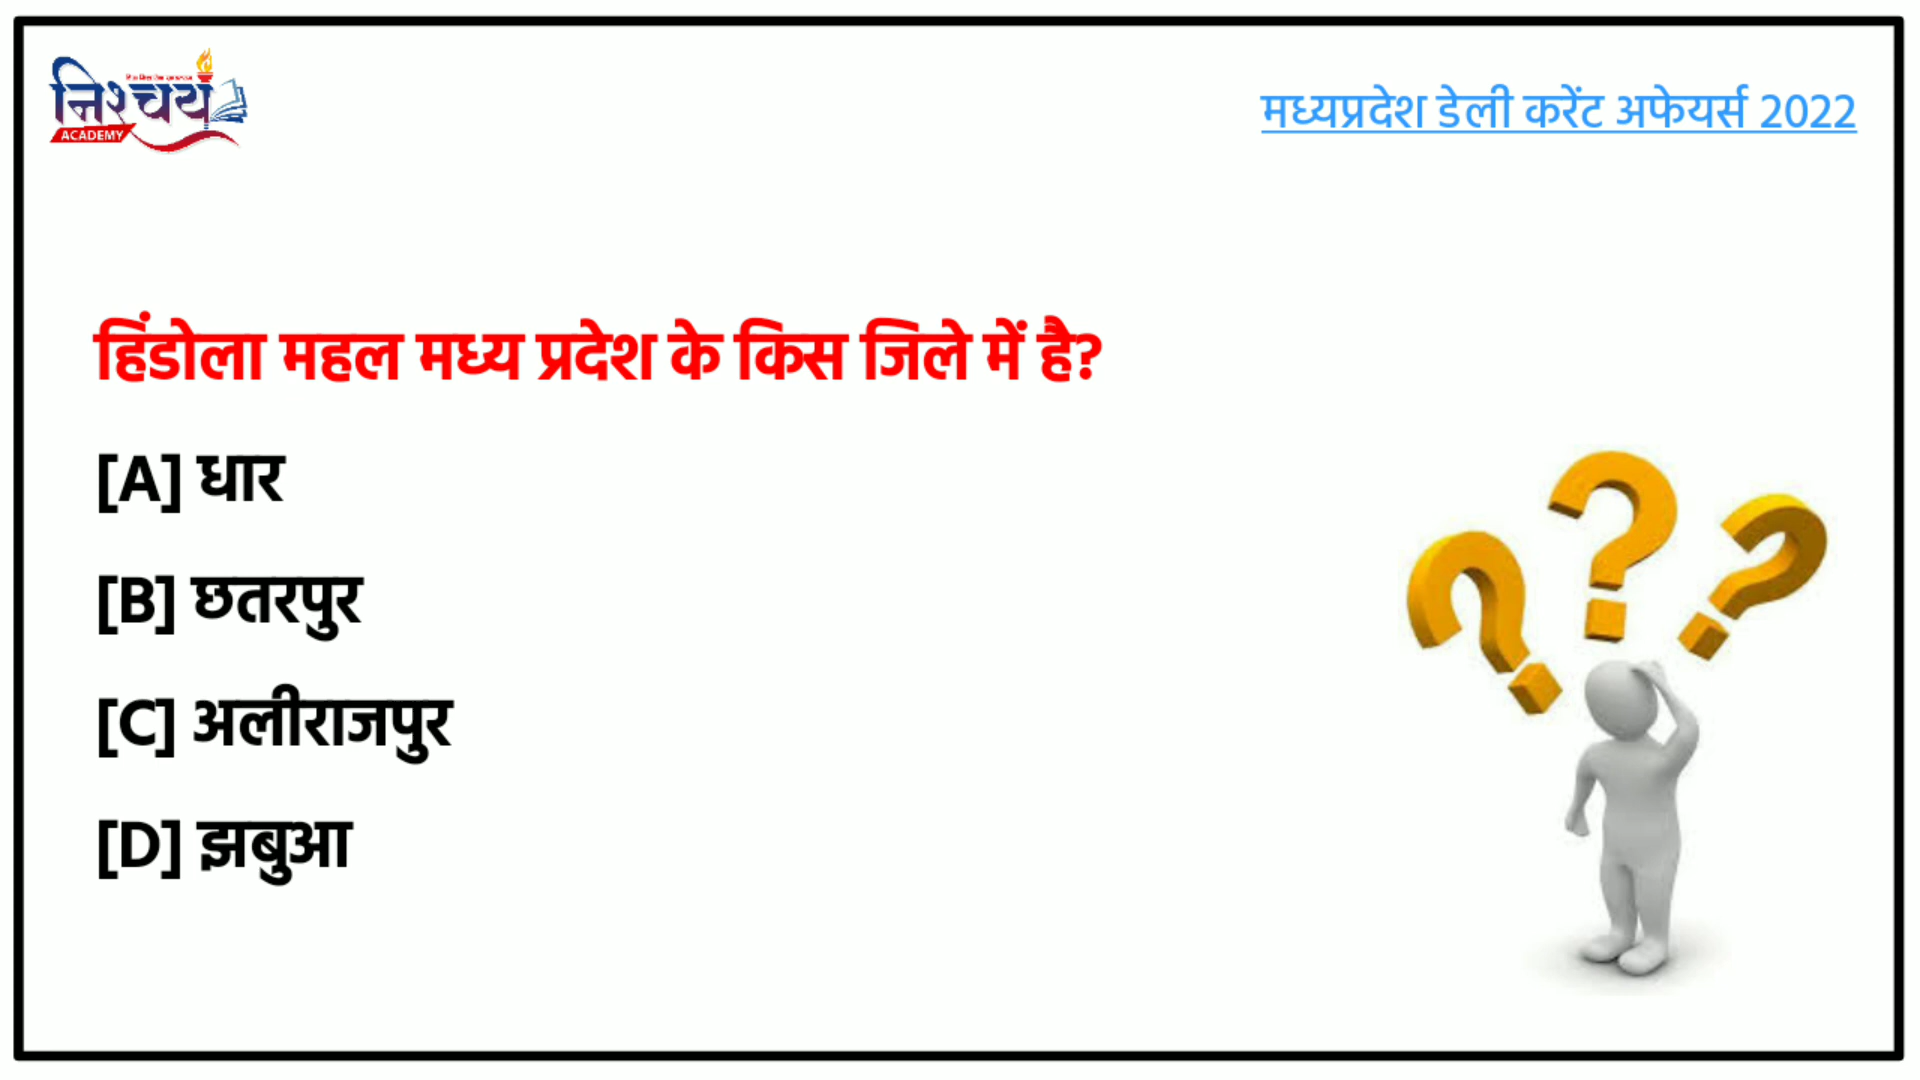 निश्चय
ACADEMY
मध्यप्रदेश डेली करेंट अफेयर्स 2022
हिंडोला महल मध्य प्रदेश के किस जिले में है?
[A] धार
[B] छतरपुर
[C] अलीराजपुर
[D] झबुआ